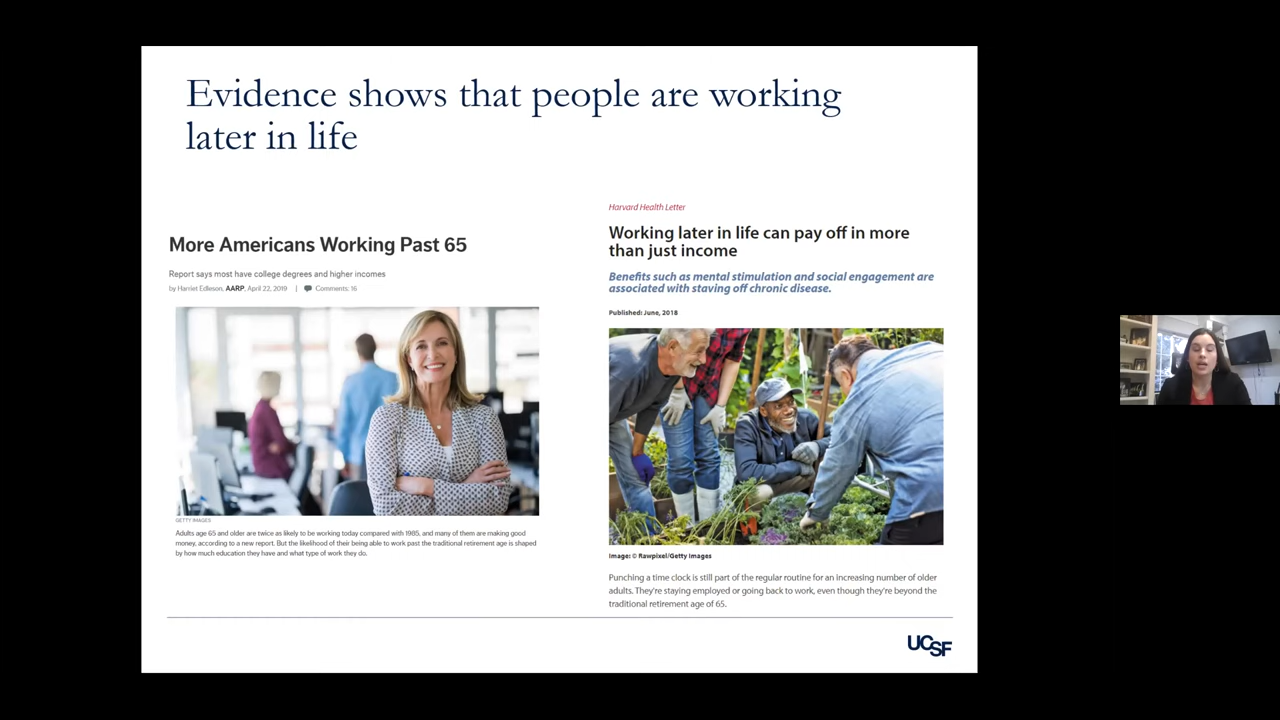 Evidence shows that people are working
later in life
More Americans Working Past 65
Report says most have college degrees and higher incomes
by Harriet Edleson, AARP, April 22, 2019 | Comments: 16
GETTY IMAGES
Adults age 65 and older are twice as likely to be working today compared with 1985, and many of them are making good
money, according to a new report. But the likelihood of their being able to work past the traditional retirement age is shaped
by how much education they have and what type of work they do.
Harvard Health Letter
Working later in life can pay off in more
than just income
Benefits such as mental stimulation and social engagement are
associated with staving off chronic disease.
Published: June, 2018
Image: © Rawpixel/Getty Images
Punching a time clock is still part of the regular routine for an increasing number of older
adults. They're staying employed or going back to work, even though they're beyond the
traditional retirement age of 65.
UCSF